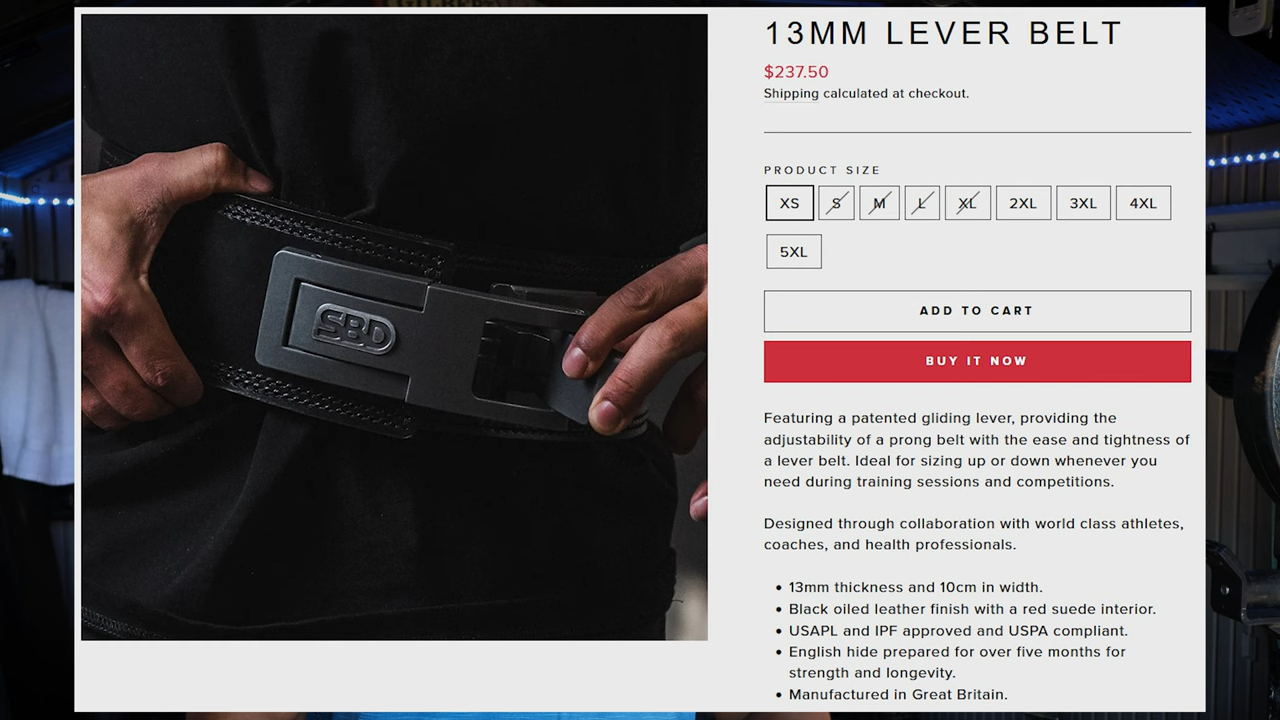 13MM LEVER BELT
$237.50
Shipping calculated at checkout.
PRODUCT SIZE
XS S M L XL 2XL 3XL 4XL
5XL
ADD TO CART
BUY IT NOW
Featuring a patented gliding lever, providing the
adjustability of a prong belt with the ease and tightness of
a lever belt. Ideal for sizing up or down whenever you
need during training sessions and competitions.
Designed through collaboration with world class athletes,
coaches, and health professionals.
• 13mm thickness and 10cm in width.
• Black oiled leather finish with a red suede interior.
• USAPL and IPF approved and USPA compliant.
• English hide prepared for over five months for
strength and longevity.
• Manufactured in Great Britain.
SBD